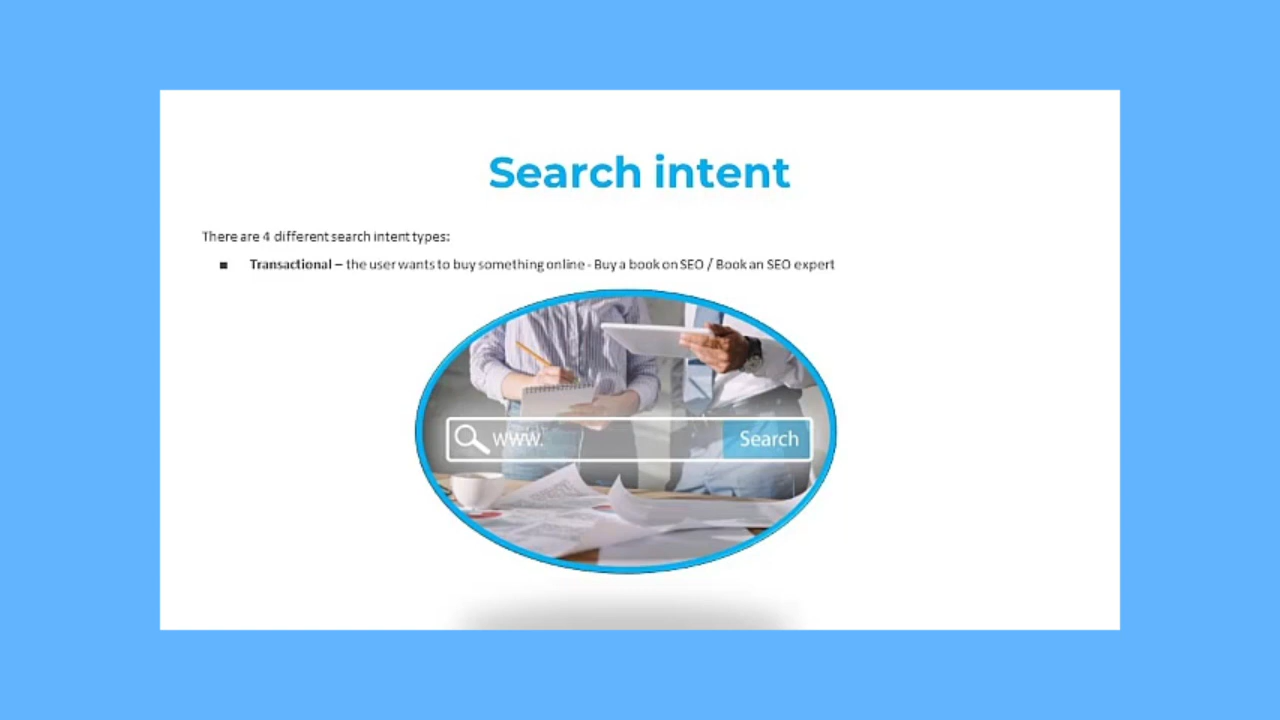 Search intent
There are 4 different search intent types:
■ Transactional – the user wants to buy something online - Buy a book on SEO / Book an SEO expert
www.
Search